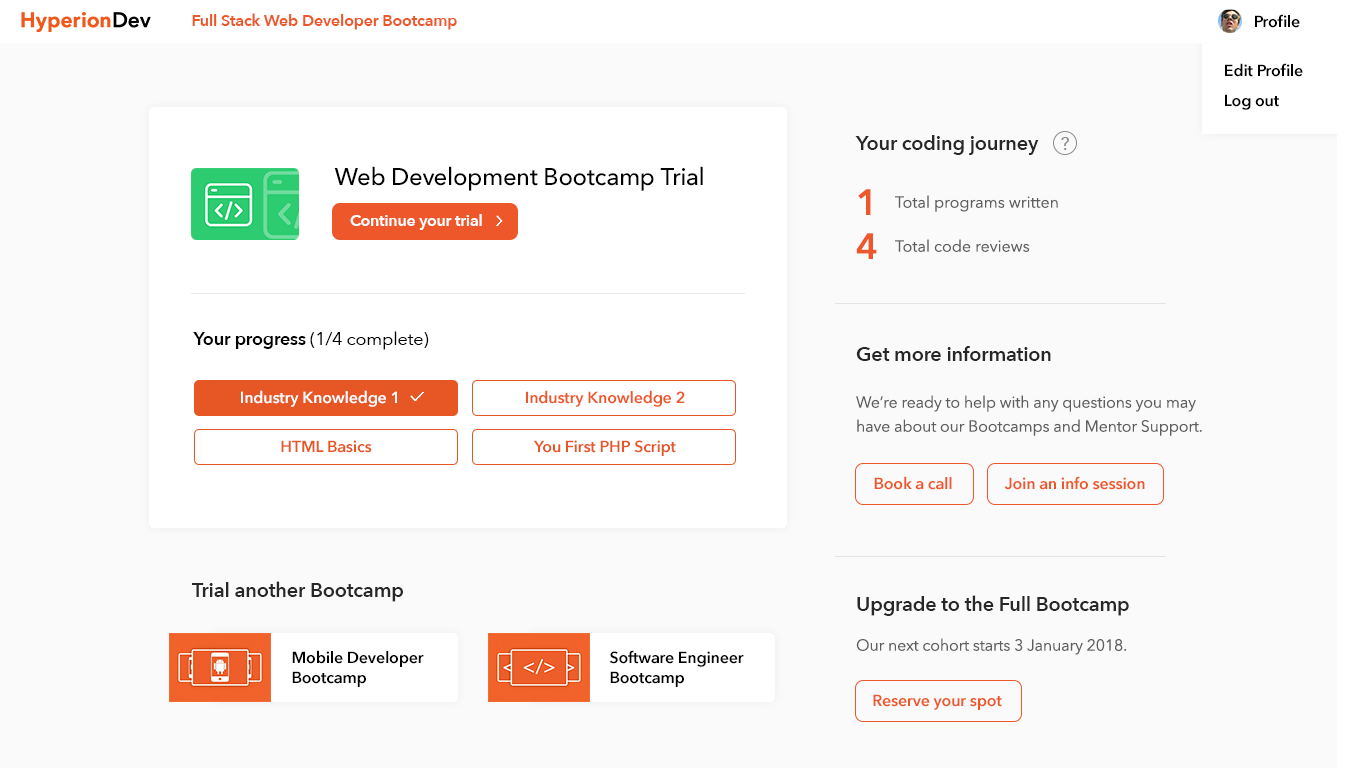 HyperionDev
Full Stack Web Developer Bootcamp
Profile
Edit Profile
Log out
Web Development Bootcamp Trial
Continue your trial
Your progress (1/4 complete)
Industry Knowledge 1
Industry Knowledge 2
HTML Basics
You First PHP Script
Trial another Bootcamp
Mobile Developer
Bootcamp
</>
Software Engineer
Bootcamp
Your coding journey ?
1 Total programs written
4 Total code reviews
Get more information
We’re ready to help with any questions you may
have about our Bootcamps and Mentor Support.
Book a call
Join an info session
Upgrade to the Full Bootcamp
Our next cohort starts 3 January 2018.
Reserve your spot